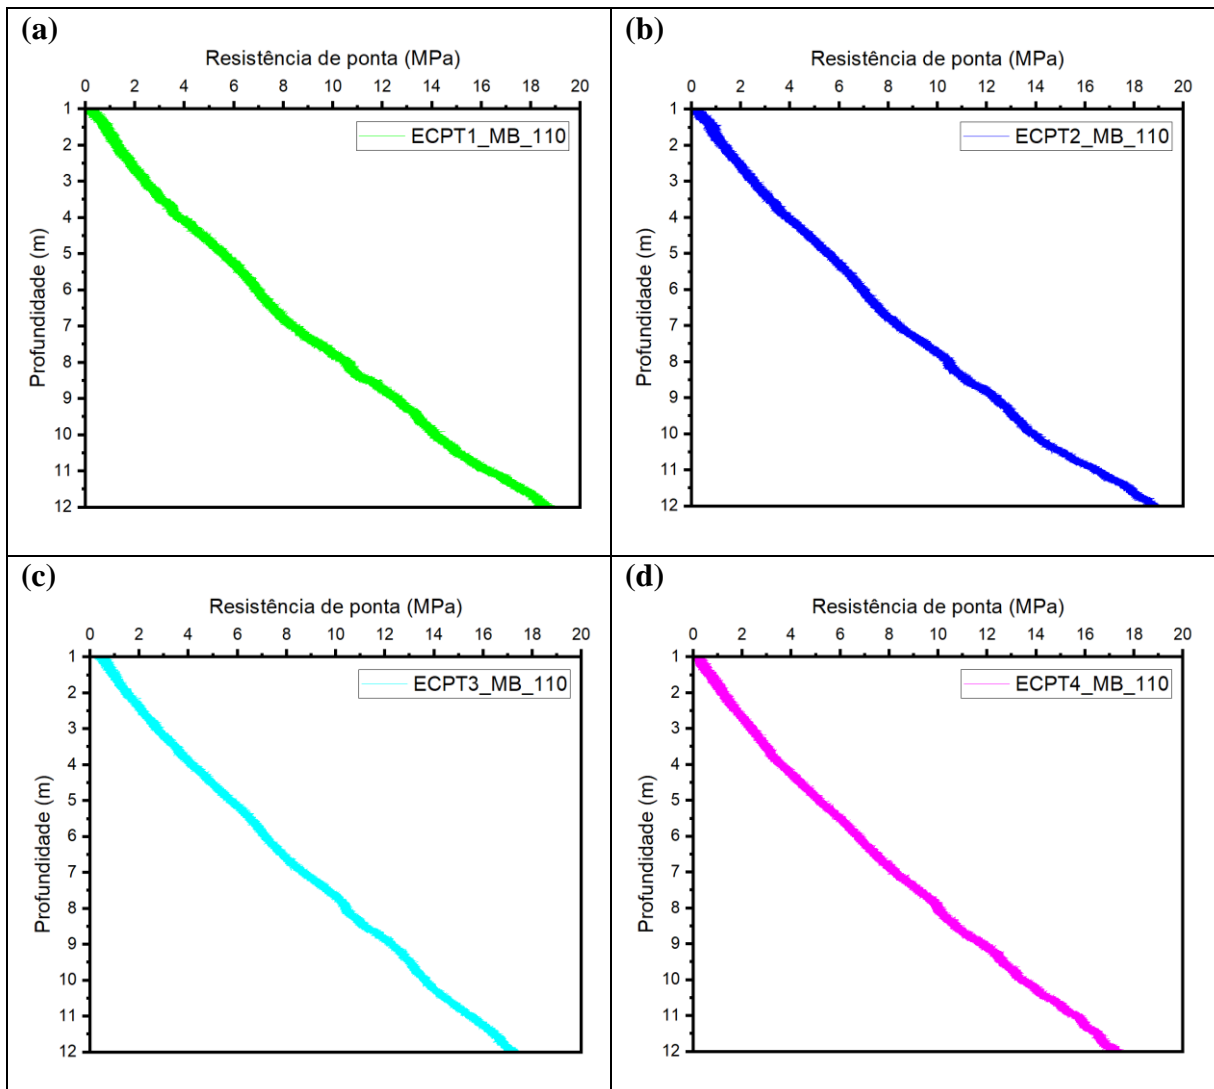 (a)
Resistência de ponta (MPa)
0 2 4 6 8 10 12 14 16 18 20
1
2
3
4
5
6
7
8
9
10
11
12
Profundidade (m)
ECPT1_MB_110
(b)
Resistência de ponta (MPa)
0 2 4 6 8 10 12 14 16 18 20
1
2
3
4
5
6
7
8
9
10
11
12
Profundidade (m)
ECPT2_MB_110
(c)
Resistência de ponta (MPa)
0 2 4 6 8 10 12 14 16 18 20
1
2
3
4
5
6
7
8
9
10
11
12
Profundidade (m)
ECPT3_MB_110
(d)
Resistência de ponta (MPa)
0 2 4 6 8 10 12 14 16 18 20
1
2
3
4
5
6
7
8
9
10
11
12
Profundidade (m)
ECPT4_MB_110